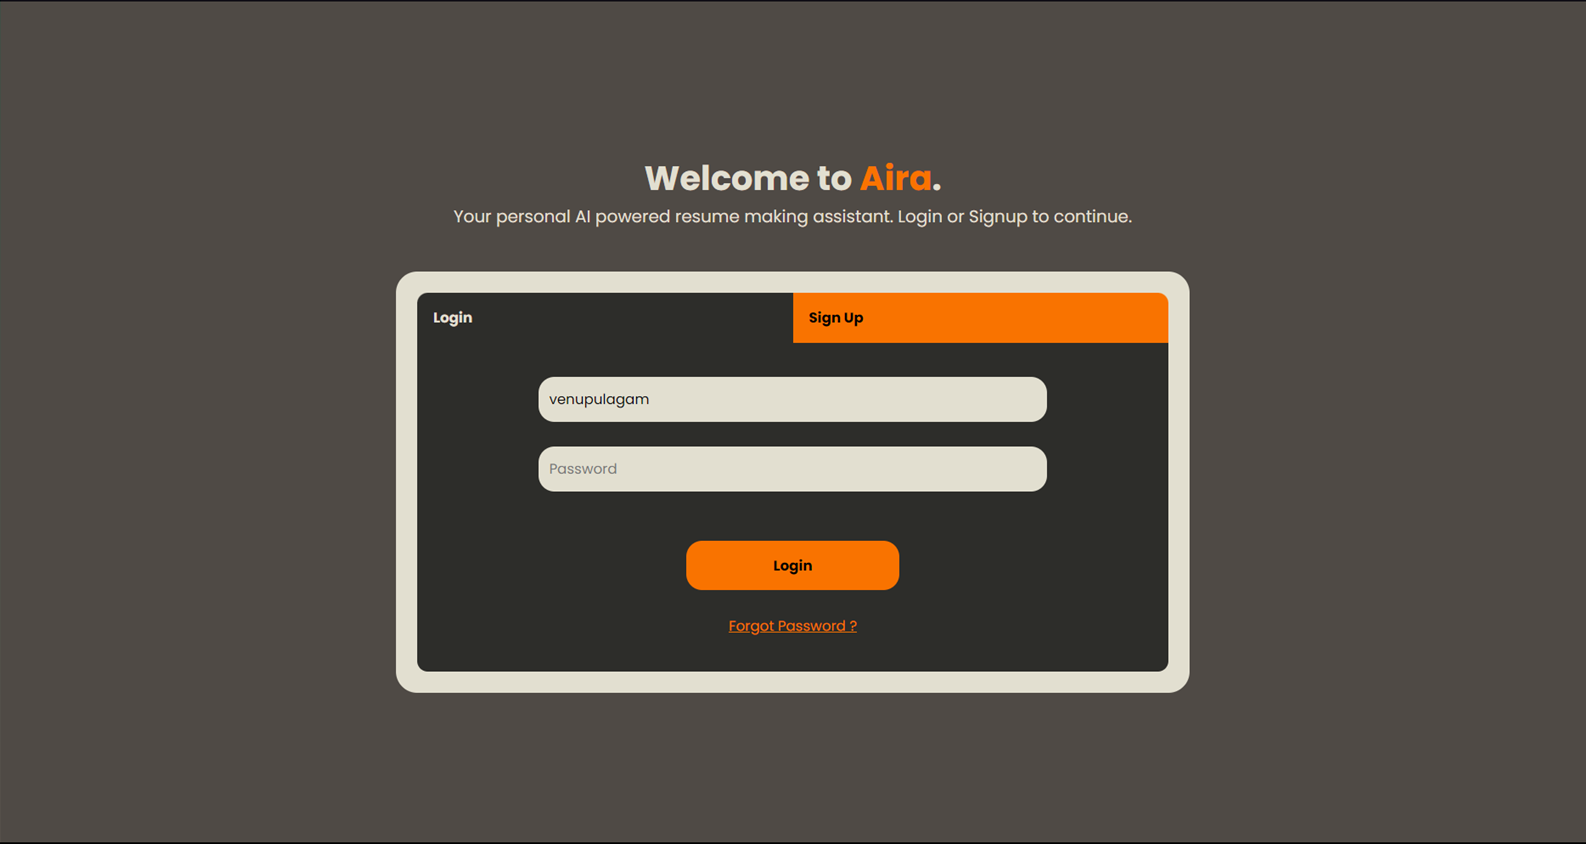 Welcome to Aira.
Your personal AI powered resume making assistant. Login or Signup to continue.
Login
Sign Up
venupulagam
Password
Login
Forgot Password ?